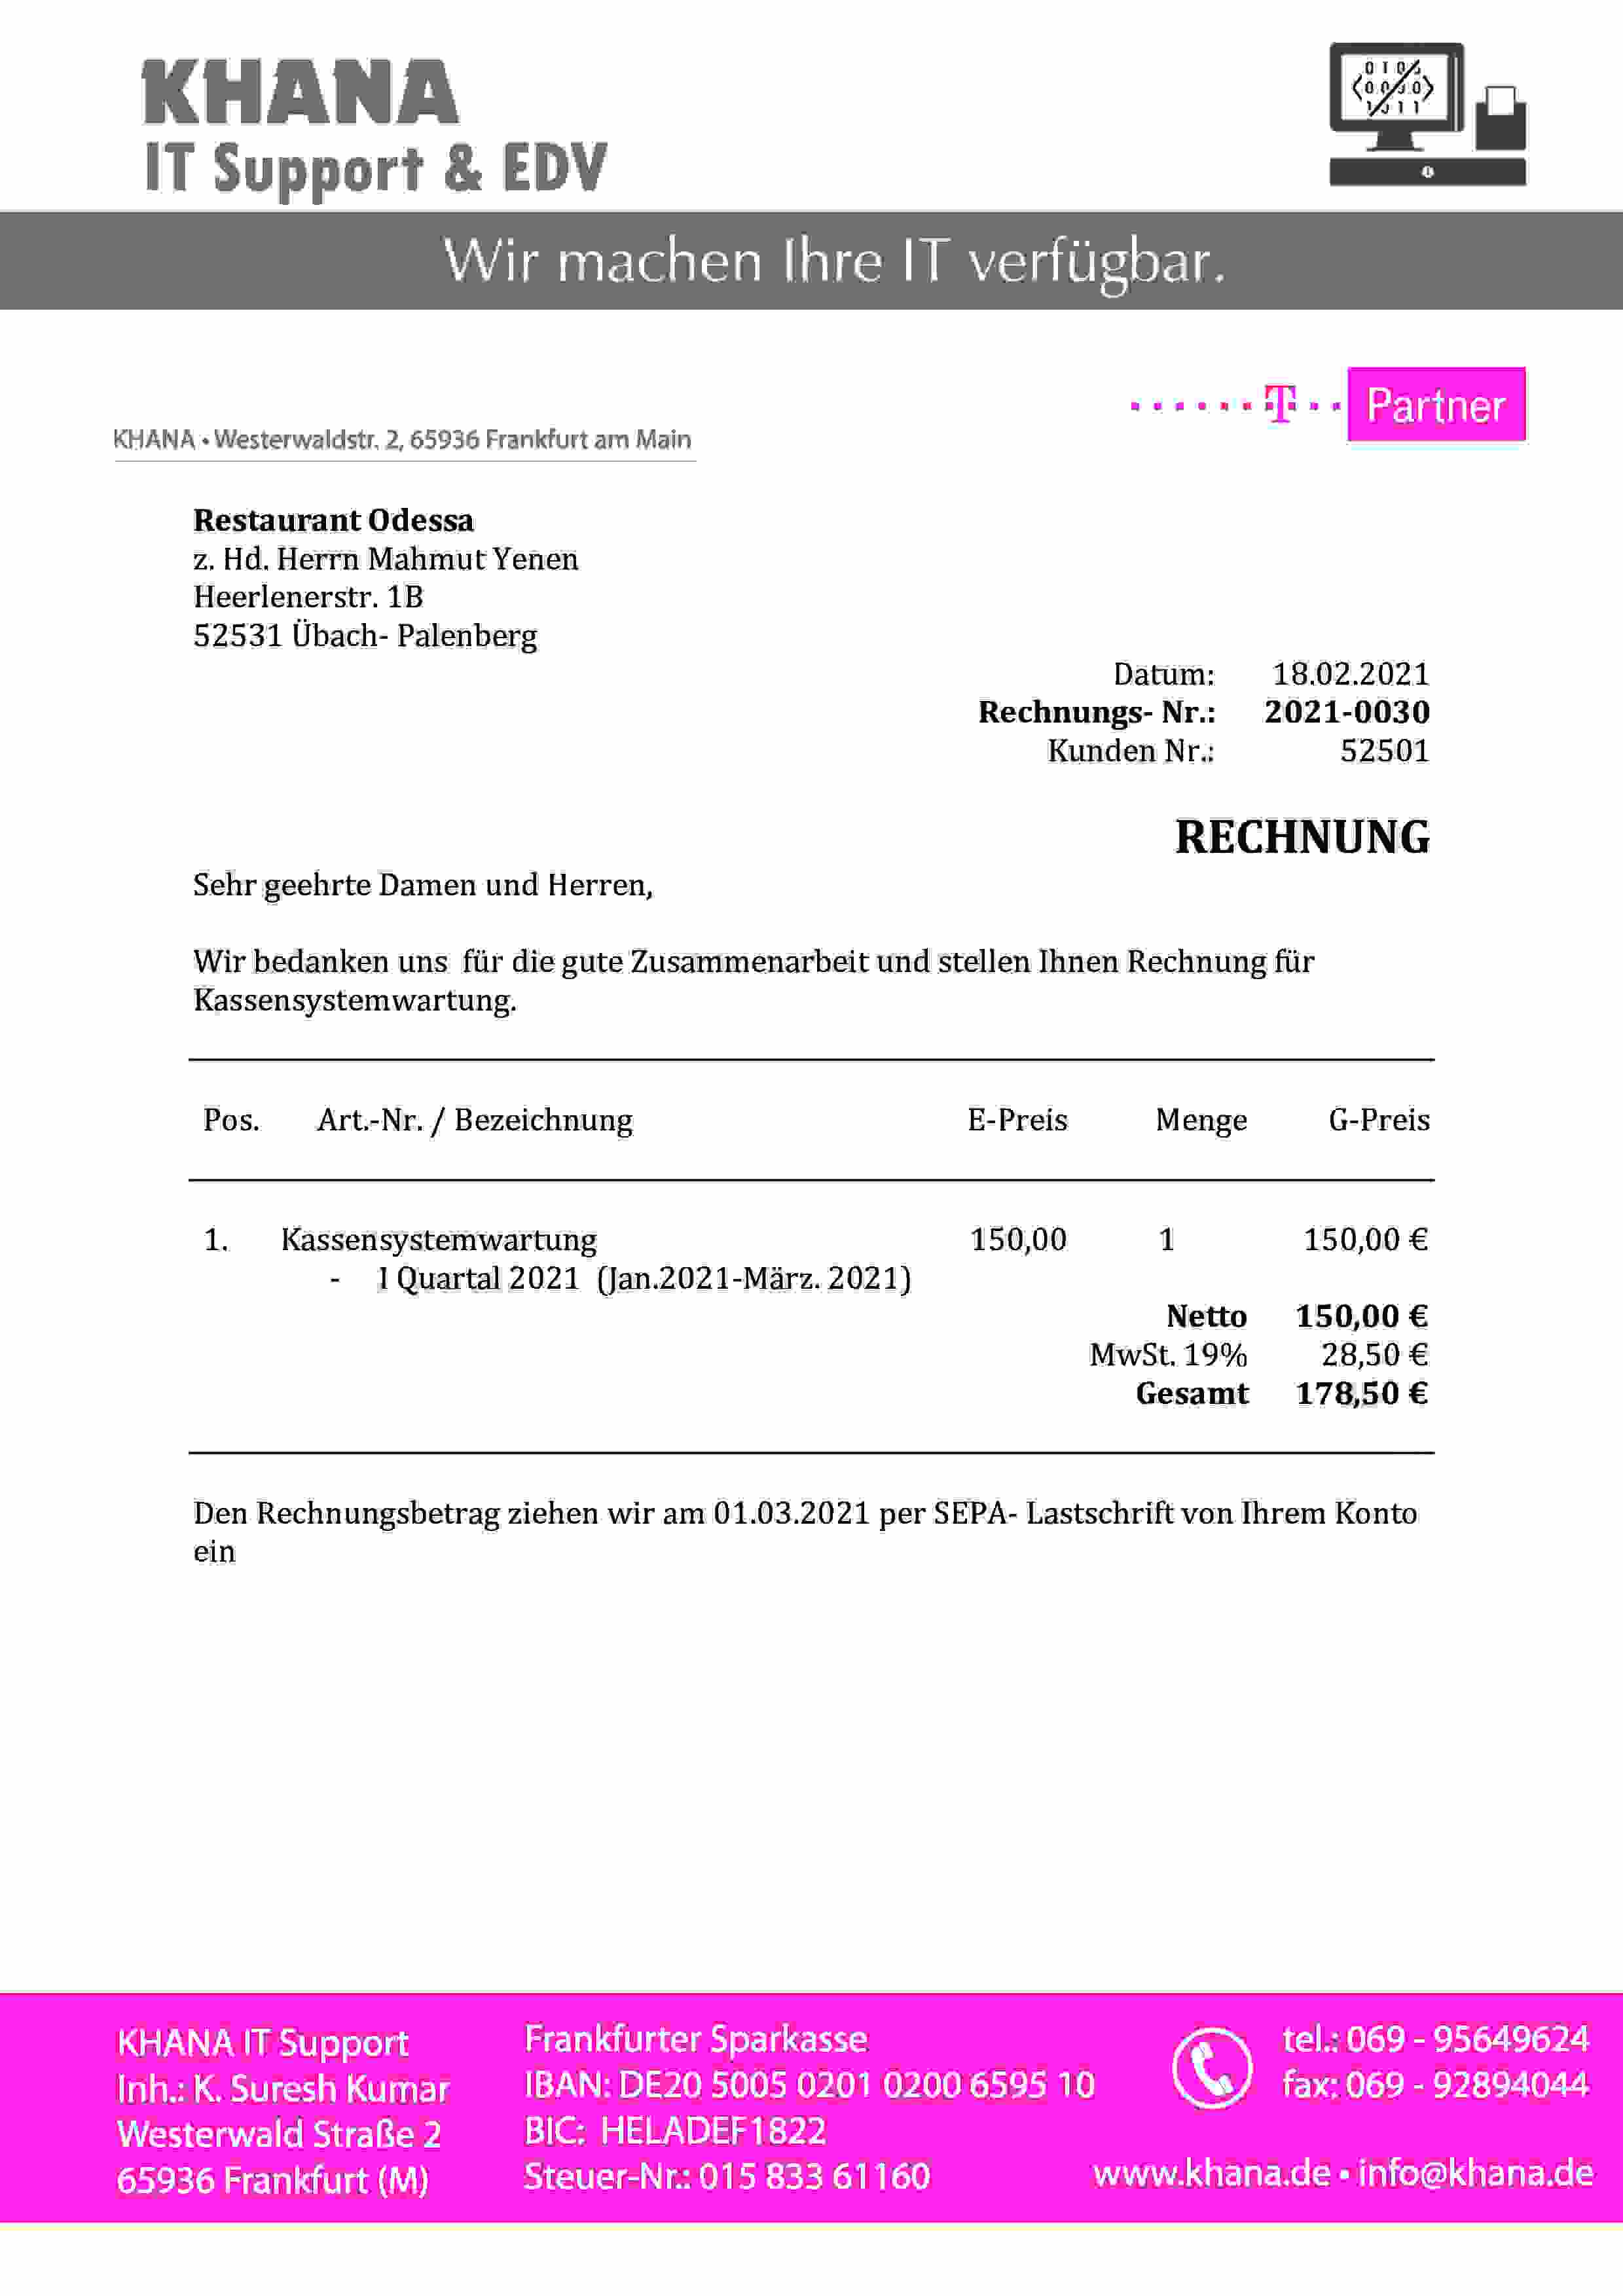 KHANA
IT Support & EDV
Wir machen Ihre IT verfügbar.
T Partner
KHANA • Westerwaldstr. 2, 65936 Frankfurt am Main
Restaurant Odessa
z. Hd. Herrn Mahmut Yenen
Heerlenerstr. 1B
52531 Übach- Palenberg
Datum: 18.02.2021
Rechnungs- Nr.: 2021-0030
Kunden Nr.: 52501
RECHNUNG
Sehr geehrte Damen und Herren,
Wir bedanken uns für die gute Zusammenarbeit und stellen Ihnen Rechnung für
Kassensystemwartung.
Pos. Art.-Nr. / Bezeichnung E-Preis Menge G-Preis
1. Kassensystemwartung 150,00 1 150,00 €
- I Quartal 2021 (Jan.2021-März. 2021)
Netto 150,00 €
MwSt. 19% 28,50 €
Gesamt 178,50 €
Den Rechnungsbetrag ziehen wir am 01.03.2021 per SEPA- Lastschrift von Ihrem Konto
ein
KHANA IT Support
Inh.: K. Suresh Kumar
Westerwald Straße 2
65936 Frankfurt (M)
Frankfurter Sparkasse
IBAN: DE20 5005 0201 0200 6595 10
BIC: HELADEF1822
Steuer-Nr.: 015 833 61160
tel.: 069 - 95649624
fax: 069 - 92894044
www.khana.de • info@khana.de